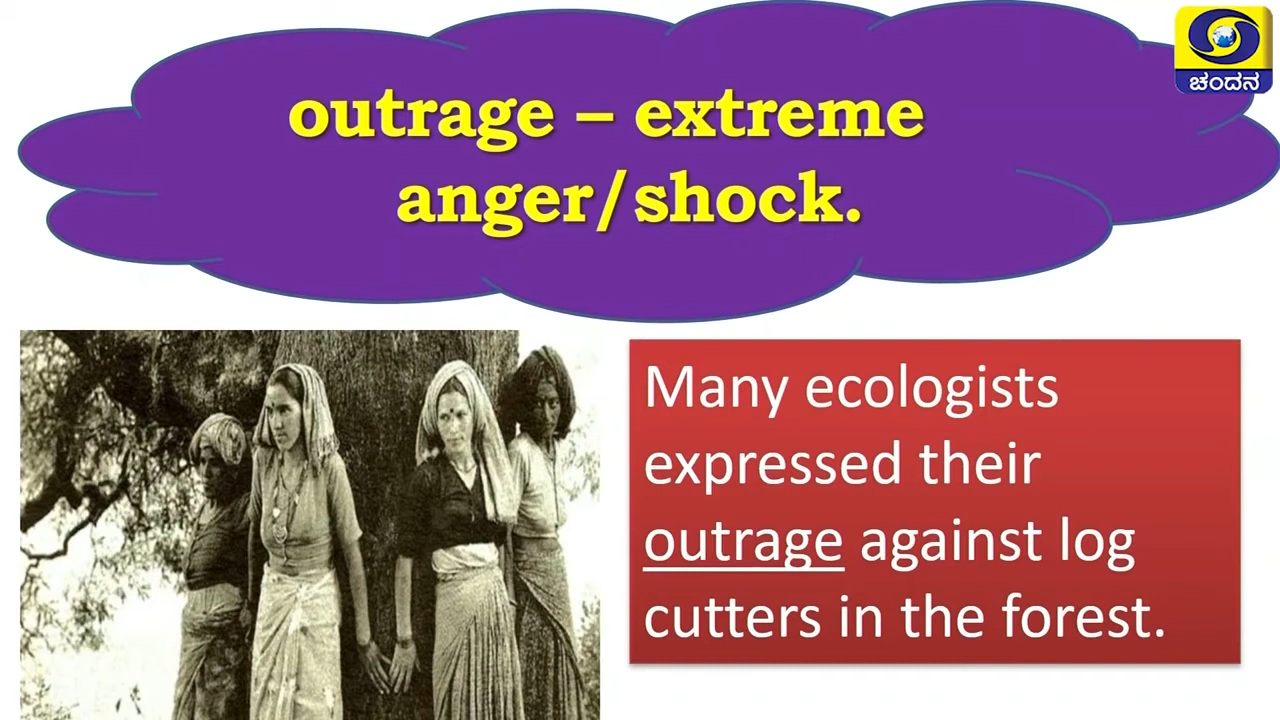 outrage – extreme
anger/shock.
ಚಂದನ
Many ecologists
expressed their
outrage against log
cutters in the forest.